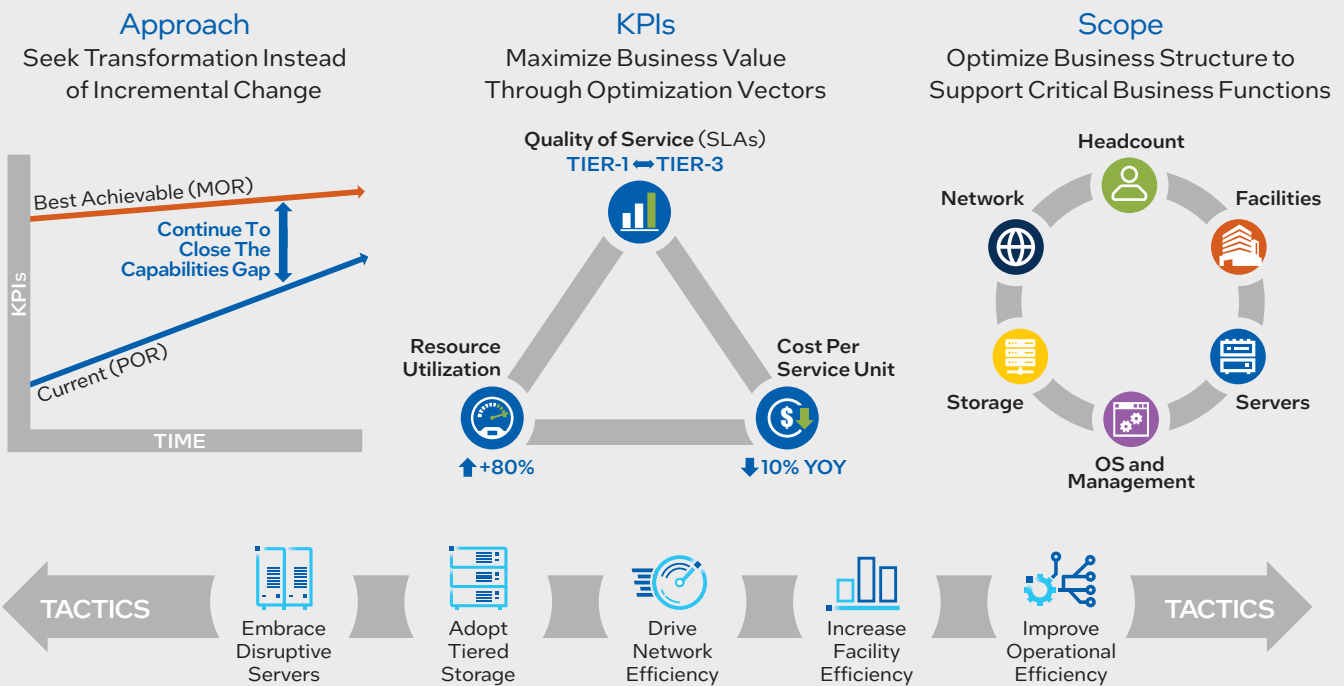 Approach
Seek Transformation Instead
of Incremental Change
KPIs
Best Achievable (MOR)
Continue To
Close The
Capabilities Gap
Current (POR)
TIME
KPIs
Maximize Business Value
Through Optimization Vectors
Quality of Service (SLAs)
TIER-1 ⬌ TIER-3
Resource
Utilization
+80%
Cost Per
Service Unit
$
10% YOY
Scope
Optimize Business Structure to
Support Critical Business Functions
Headcount
Network
Facilities
Storage
Servers
OS and
Management
TACTICS
Embrace
Disruptive
Servers
Adopt
Tiered
Storage
Drive
Network
Efficiency
Increase
Facility
Efficiency
Improve
Operational
Efficiency
TACTICS